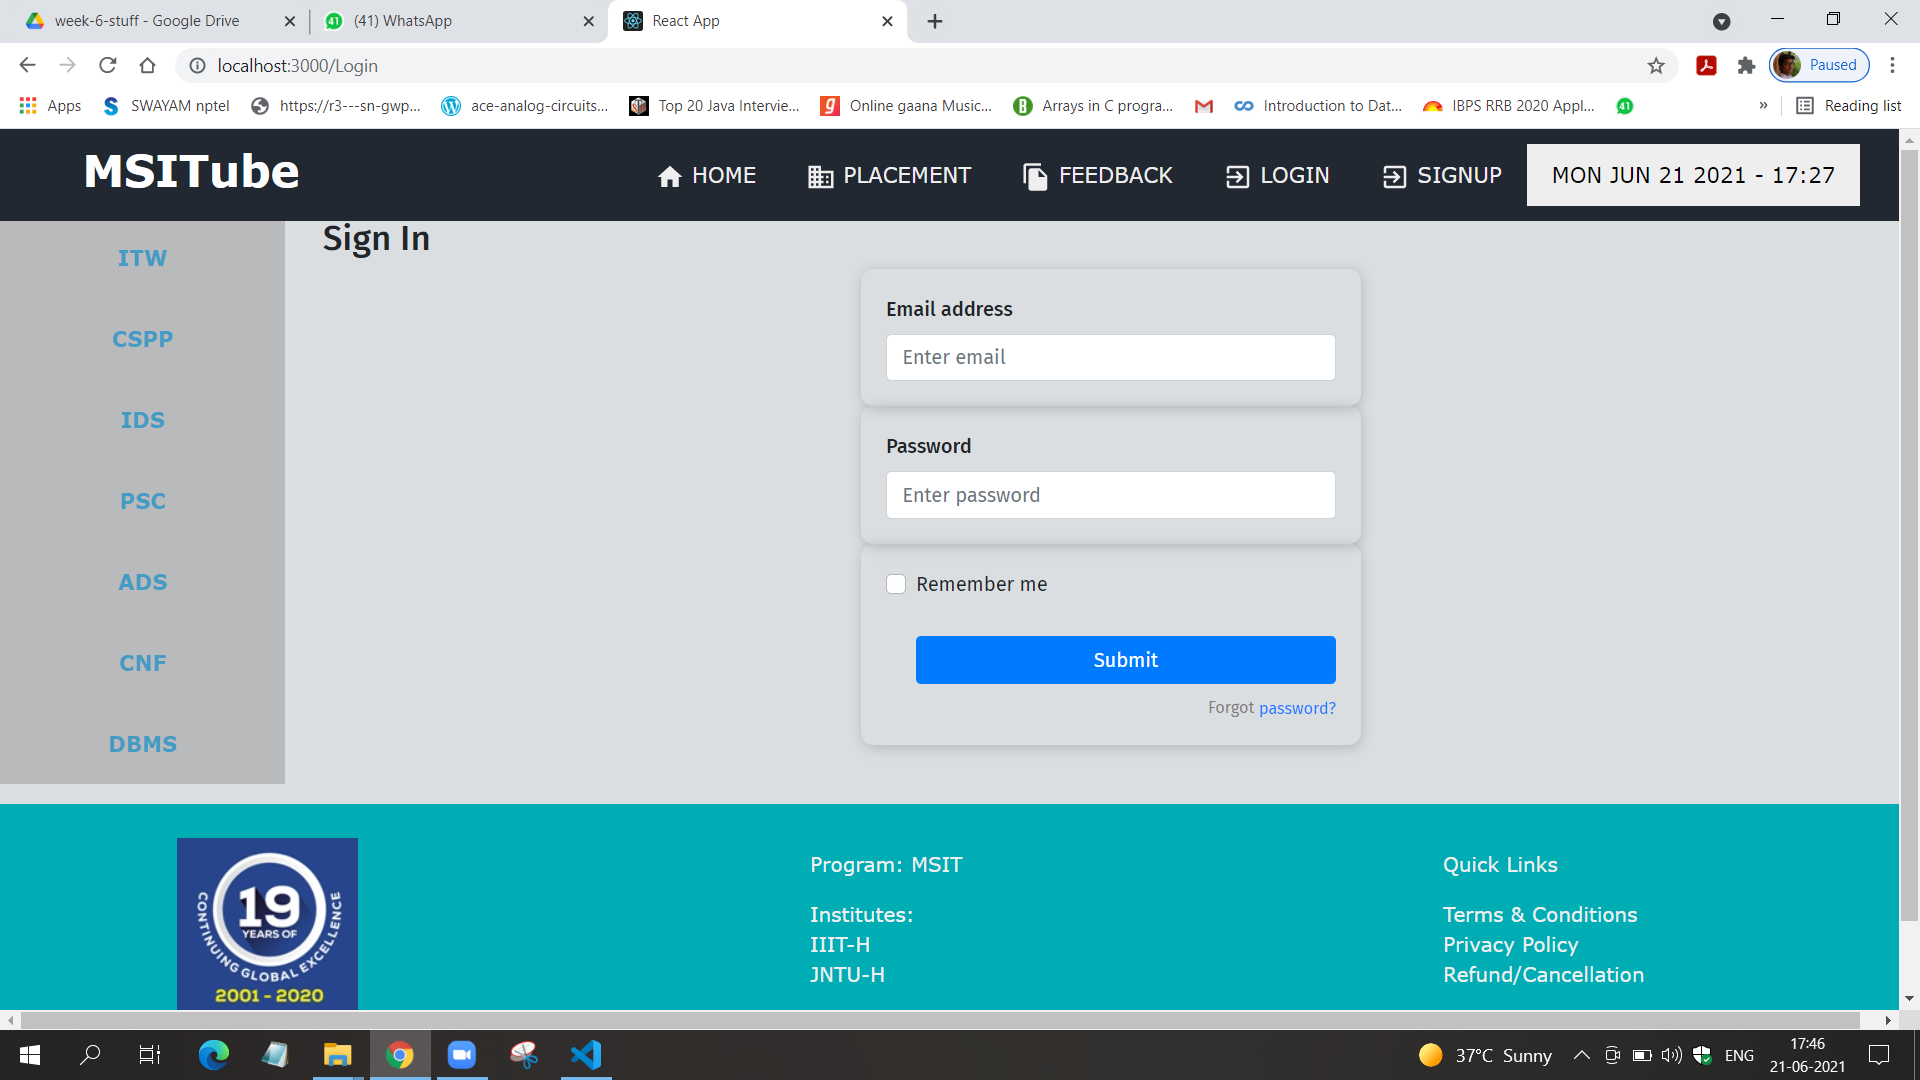 week-6-stuff - Google Drive
(41) WhatsApp
React App
localhost:3000/Login
Paused
Apps
SWAYAM nptel
https://r3---sn-gwp...
ace-analog-circuits...
Top 20 Java Intervie...
Online gaana Music...
Arrays in C progra...
Introduction to Dat...
IBPS RRB 2020 Appl...
41
»
Reading list
MSITube
HOME
PLACEMENT
FEEDBACK
LOGIN
SIGNUP
MON JUN 21 2021 - 17:27
ITW
CSPP
IDS
PSC
ADS
CNF
DBMS
Sign In
Email address
Enter email
Password
Enter password
Remember me
Submit
Forgot password?
19
YEARS OF
CONTINUING GLOBAL EXCELLENCE
2001 - 2020
Program: MSIT
Institutes:
IIIT-H
JNTU-H
Quick Links
Terms & Conditions
Privacy Policy
Refund/Cancellation
37°C Sunny
ENG
17:46
21-06-2021